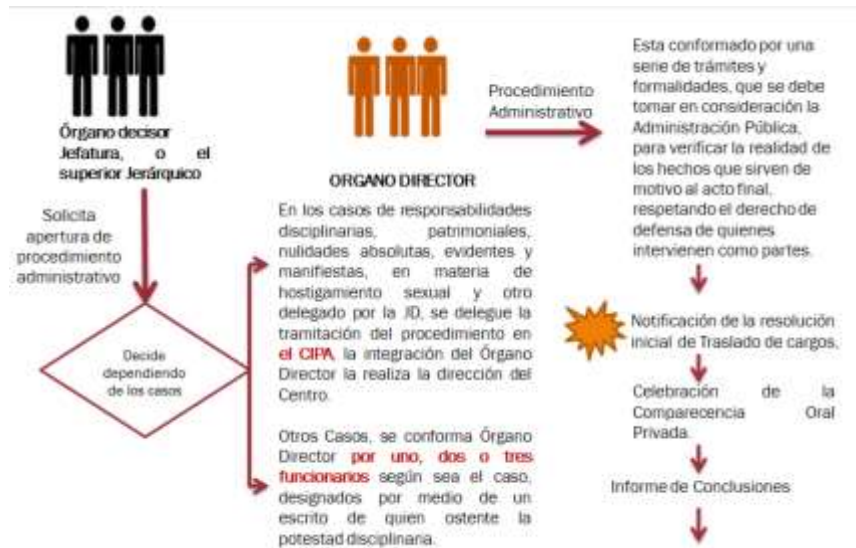 Órgano decisor
Jefatura, o el
superior Jerárquico
Solicita
apertura de
procedimiento
administrativo
Decide
dependiendo
de los casos
ORGANO DIRECTOR
En los casos de responsabilidades
disciplinarias, patrimoniales,
nulidades absolutas, evidentes y
manifiestas, en materia de
hostigamiento sexual y otro
delegado por la JD, se delegue la
tramitación del procedimiento en
el CIPA, la integración del Órgano
Director la realiza la dirección del
Centro.
Otros Casos, se conforma Órgano
Director por uno, dos o tres
funcionarios según sea el caso,
designados por medio de un
escrito de quien ostente la
potestad disciplinaria.
Procedimiento
Administrativo
Esta conformado por una
serie de trámites y
formalidades, que se debe
tomar en consideración la
Administración Pública,
para verificar la realidad de
los hechos que sirven de
motivo al acto final,
respetando el derecho de
defensa de quienes
intervienen como partes.
Notificación de la resolución
inicial de Traslado de cargos.
Celebración de la
Comparecencia Oral
Privada.
Informe de Conclusiones